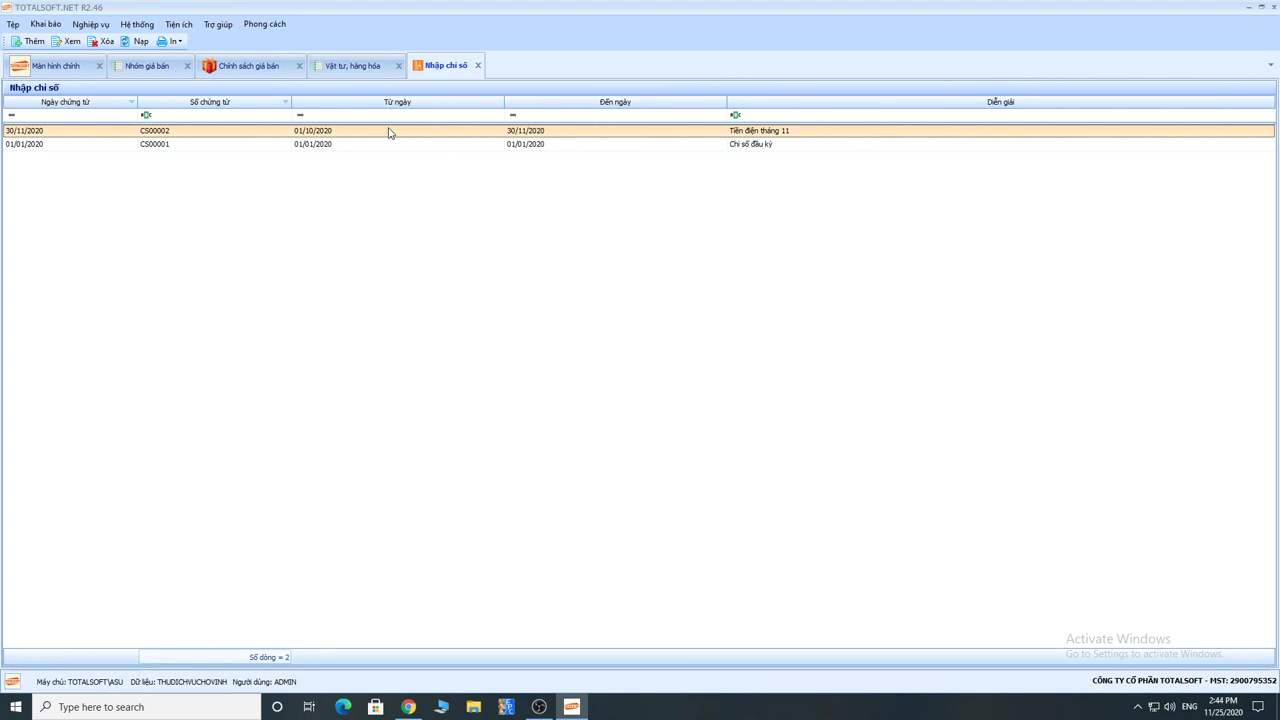 TOTALSOFT.NET R2.46
Tệp Khai báo Nghiệp vụ Hệ thống Tiện ích Trợ giúp Phong cách
Thêm Xem Xóa Nạp In
Màn hình chính Nhóm giá bán Chính sách giá bán Vật tư, hàng hóa Nhập chỉ số
Nhập chỉ số
Ngày chứng từ Số chứng từ Từ ngày Đến ngày Diễn giải
30/11/2020 CS00002 01/10/2020 30/11/2020 Tiền điện tháng 11
01/01/2020 CS00001 01/01/2020 01/01/2020 Chỉ số đầu kỳ
Activate Windows
Go to Settings to activate Windows.
Số dòng = 2
Máy chủ: TOTALSOFT\ASU Dữ liệu: THUDICHVUCHOVINH Người dùng: ADMIN CÔNG TY CỔ PHẦN TOTALSOFT - MST: 2900795352
Type here to search ENG 2:44 PM
11/25/2020